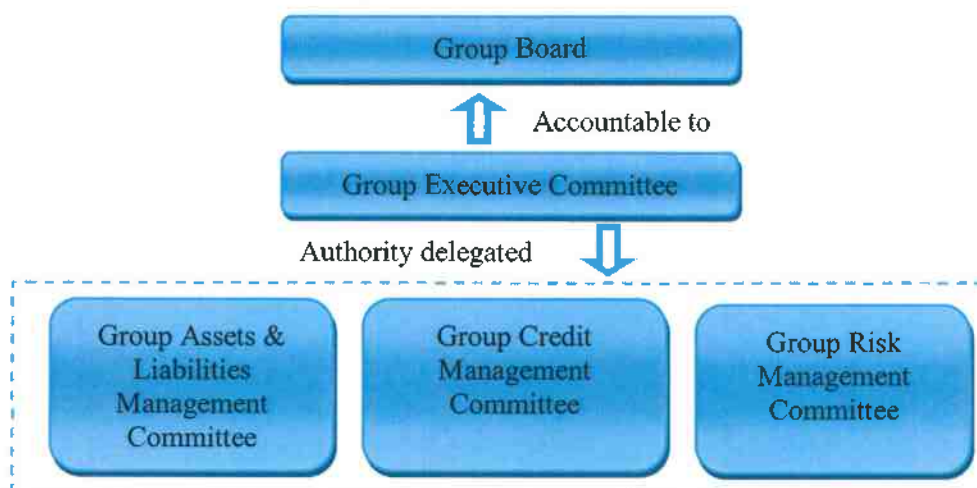 Group Board
Accountable to
Group Executive Committee
Authority delegated
Group Assets &
Liabilities
Management
Committee
Group Credit
Management
Committee
Group Risk
Management
Committee